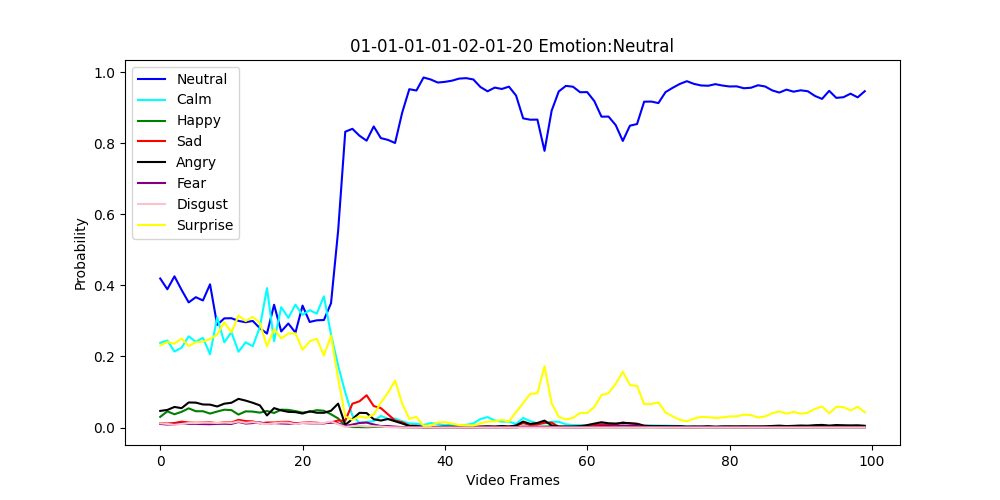 01-01-01-01-02-01-20 Emotion:Neutral
1.0
0.8
0.6
0.4
0.2
0.0
Probability
Neutral
Calm
Happy
Sad
Angry
Fear
Disgust
Surprise
0 20 40 60 80 100
Video Frames